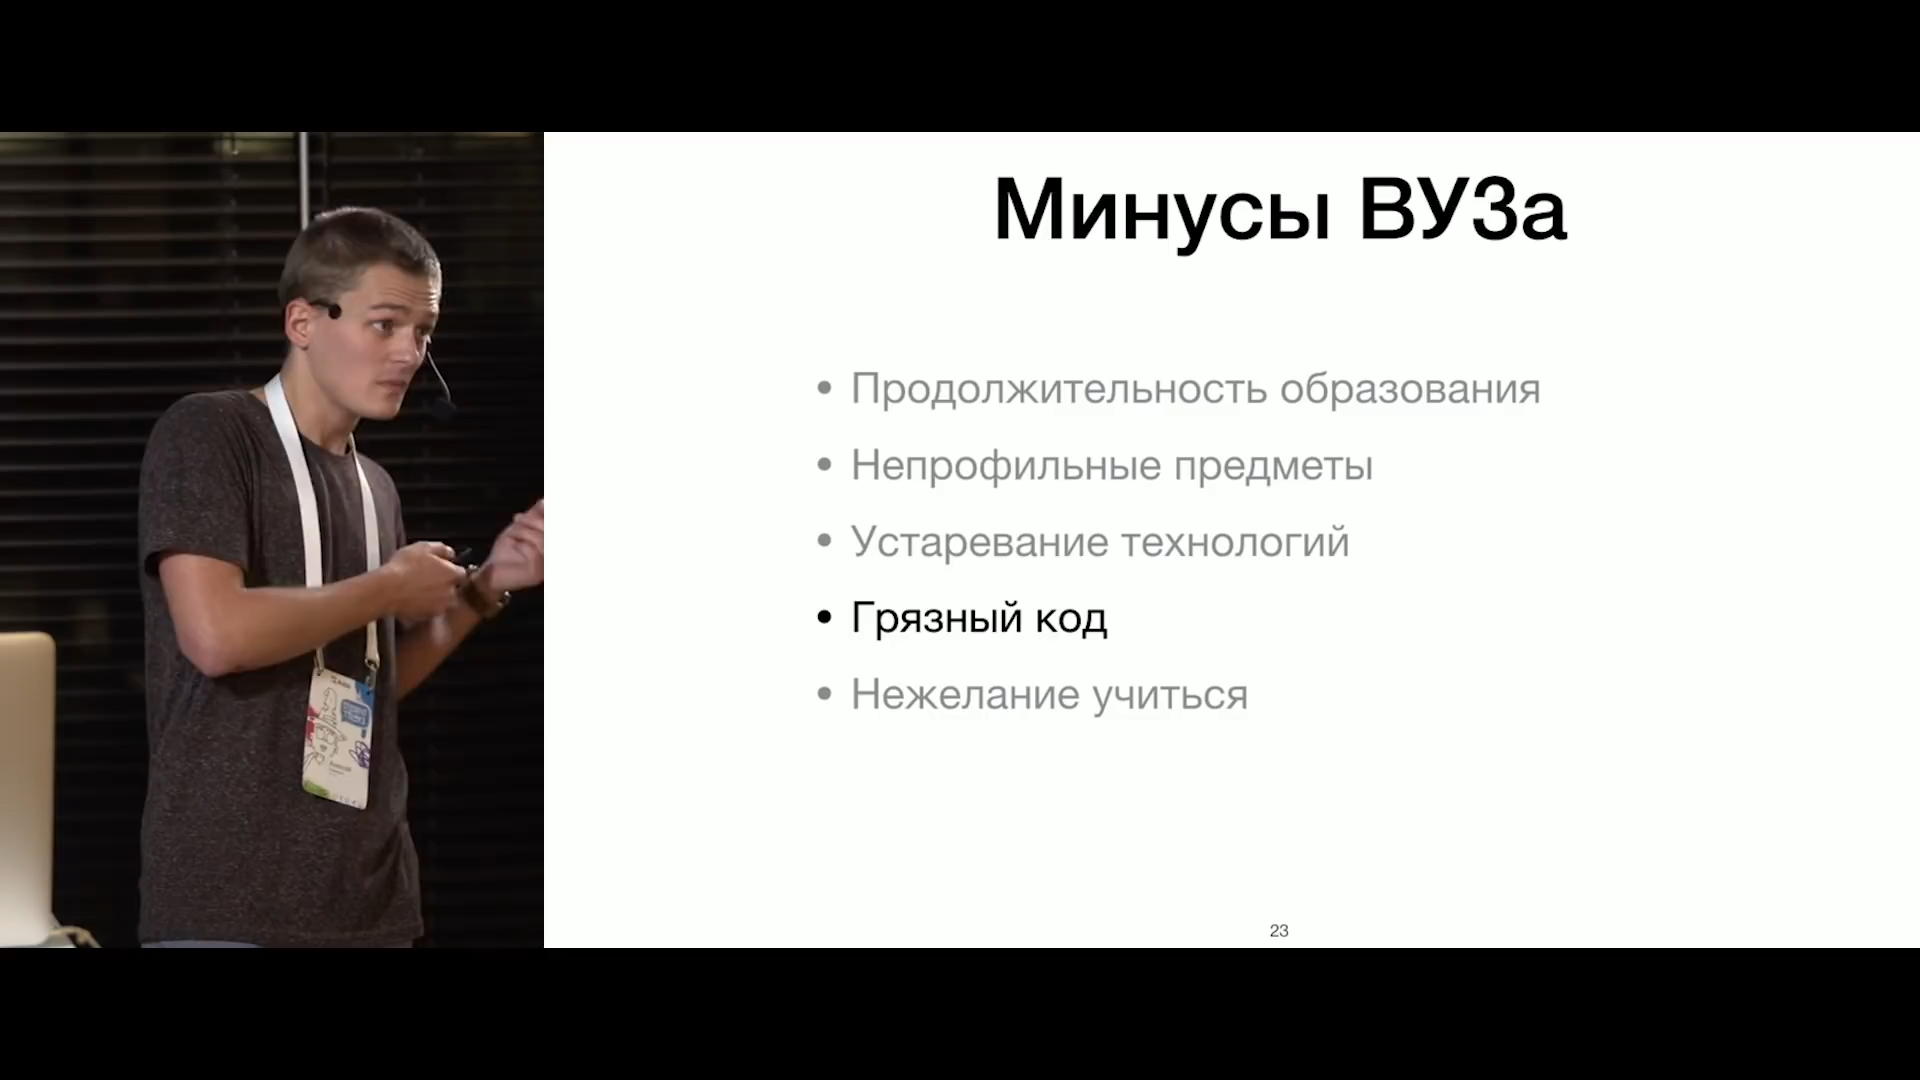 Минусы ВУЗа
• Продолжительность образования
• Непрофильные предметы
• Устаревание технологий
• Грязный код
• Нежелание учиться
23